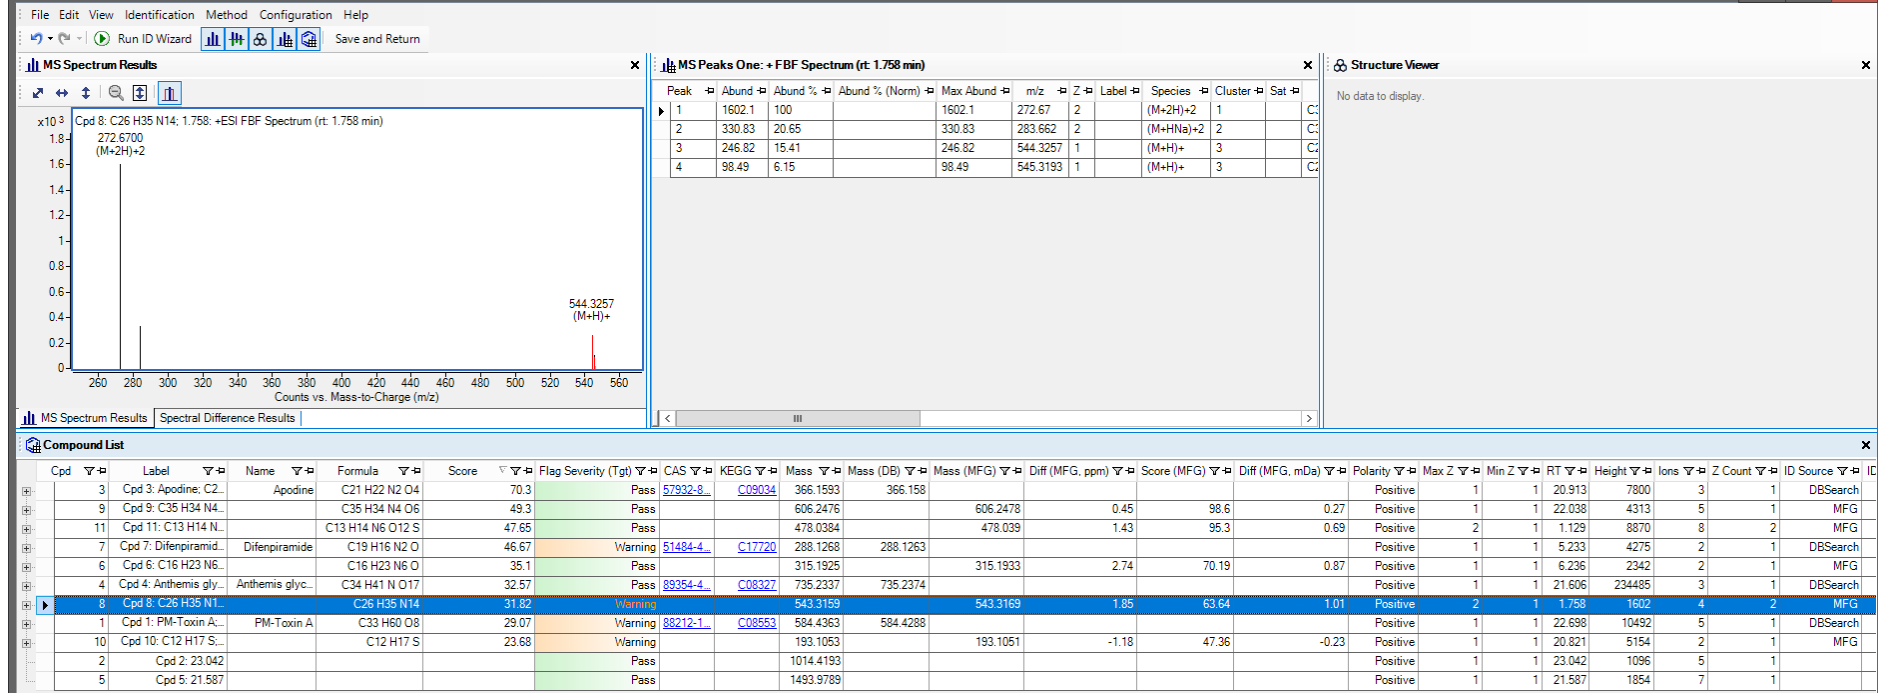 File Edit View Identification Method Configuration Help
Run ID Wizard Save and Return
MS Spectrum Results
x10 3 Cpd 8: C26 H35 N14; 1.758: +ESI FBF Spectrum (rt: 1.758 min)
1.8
1.6
1.4
1.2
1
0.8
0.6
0.4
0.2
0
272.6700
(M+2H)+2
544.3257
(M+H)+
260 280 300 320 340 360 380 400 420 440 460 480 500 520 540 560
Counts vs. Mass-to-Charge (m/z)
MS Spectrum Results Spectral Difference Results
MS Peaks One: + FBF Spectrum (rt: 1.758 min)
Peak Abund Abund % Abund % (Norm) Max Abund m/z Z Label Species Cluster Sat
1 1602.1 100 1602.1 272.67 2 (M+2H)+2 1
2 330.83 20.65 330.83 283.662 2 (M+HNa)+2 2
3 246.82 15.41 246.82 544.3257 1 (M+H)+ 3
4 98.49 6.15 98.49 545.3193 1 (M+H)+ 3
Structure Viewer
No data to display.
Compound List
Cpd Label Name Formula Score Flag Severity (Tgt) CAS KEGG Mass Mass (DB) Mass (MFG) Diff (MFG, ppm) Score (MFG) Diff (MFG, mDa) Polarity Max Z Min Z RT Height Ions Z Count ID Source ID
3 Cpd 3: Apodine; C2... Apodine C21 H22 N2 O4 70.3 Pass 57932-8... C09034 366.1593 366.158 Positive 1 1 20.913 7800 3 1 DBSearch
9 Cpd 9: C35 H34 N4... C35 H34 N4 O6 49.3 Pass 606.2476 606.2478 0.45 98.6 0.27 Positive 1 1 22.038 4313 5 1 MFG
11 Cpd 11: C13 H14 N... C13 H14 N6 O12 S 47.65 Pass 478.0384 478.039 1.43 95.3 0.69 Positive 2 1 1.129 8870 8 2 MFG
7 Cpd 7: Difenpiramid... Difenpiramide C19 H16 N2 O 46.67 Warning 51484-4... C17720 288.1268 288.1263 Positive 1 1 5.233 4275 2 1 DBSearch
6 Cpd 6: C16 H23 N6... C16 H23 N6 O 35.1 Pass 315.1925 315.1933 2.74 70.19 0.87 Positive 1 1 6.236 2342 2 1 MFG
4 Cpd 4: Anthemis gly... Anthemis glyc... C34 H41 N O17 32.57 Pass 89354-4... C08327 735.2337 735.2374 Positive 1 1 21.606 234485 3 1 DBSearch
8 Cpd 8: C26 H35 N1... C26 H35 N14 31.82 Warning 543.3159 543.3169 1.85 63.64 1.01 Positive 2 1 1.758 1602 4 2 MFG
1 Cpd 1: PM-Toxin A;... PM-Toxin A C33 H60 O8 29.07 Warning 88212-1... C08553 584.4363 584.4288 Positive 1 1 22.698 10492 5 1 DBSearch
10 Cpd 10: C12 H17 S;... C12 H17 S 23.68 Warning 193.1053 193.1051 -1.18 47.36 -0.23 Positive 1 1 20.821 5154 2 1 MFG
2 Cpd 2: 23.042 Pass 1014.4193 Positive 1 1 23.042 1096 5 1
5 Cpd 5: 21.587 Pass 1493.9789 Positive 1 1 21.587 1854 7 1